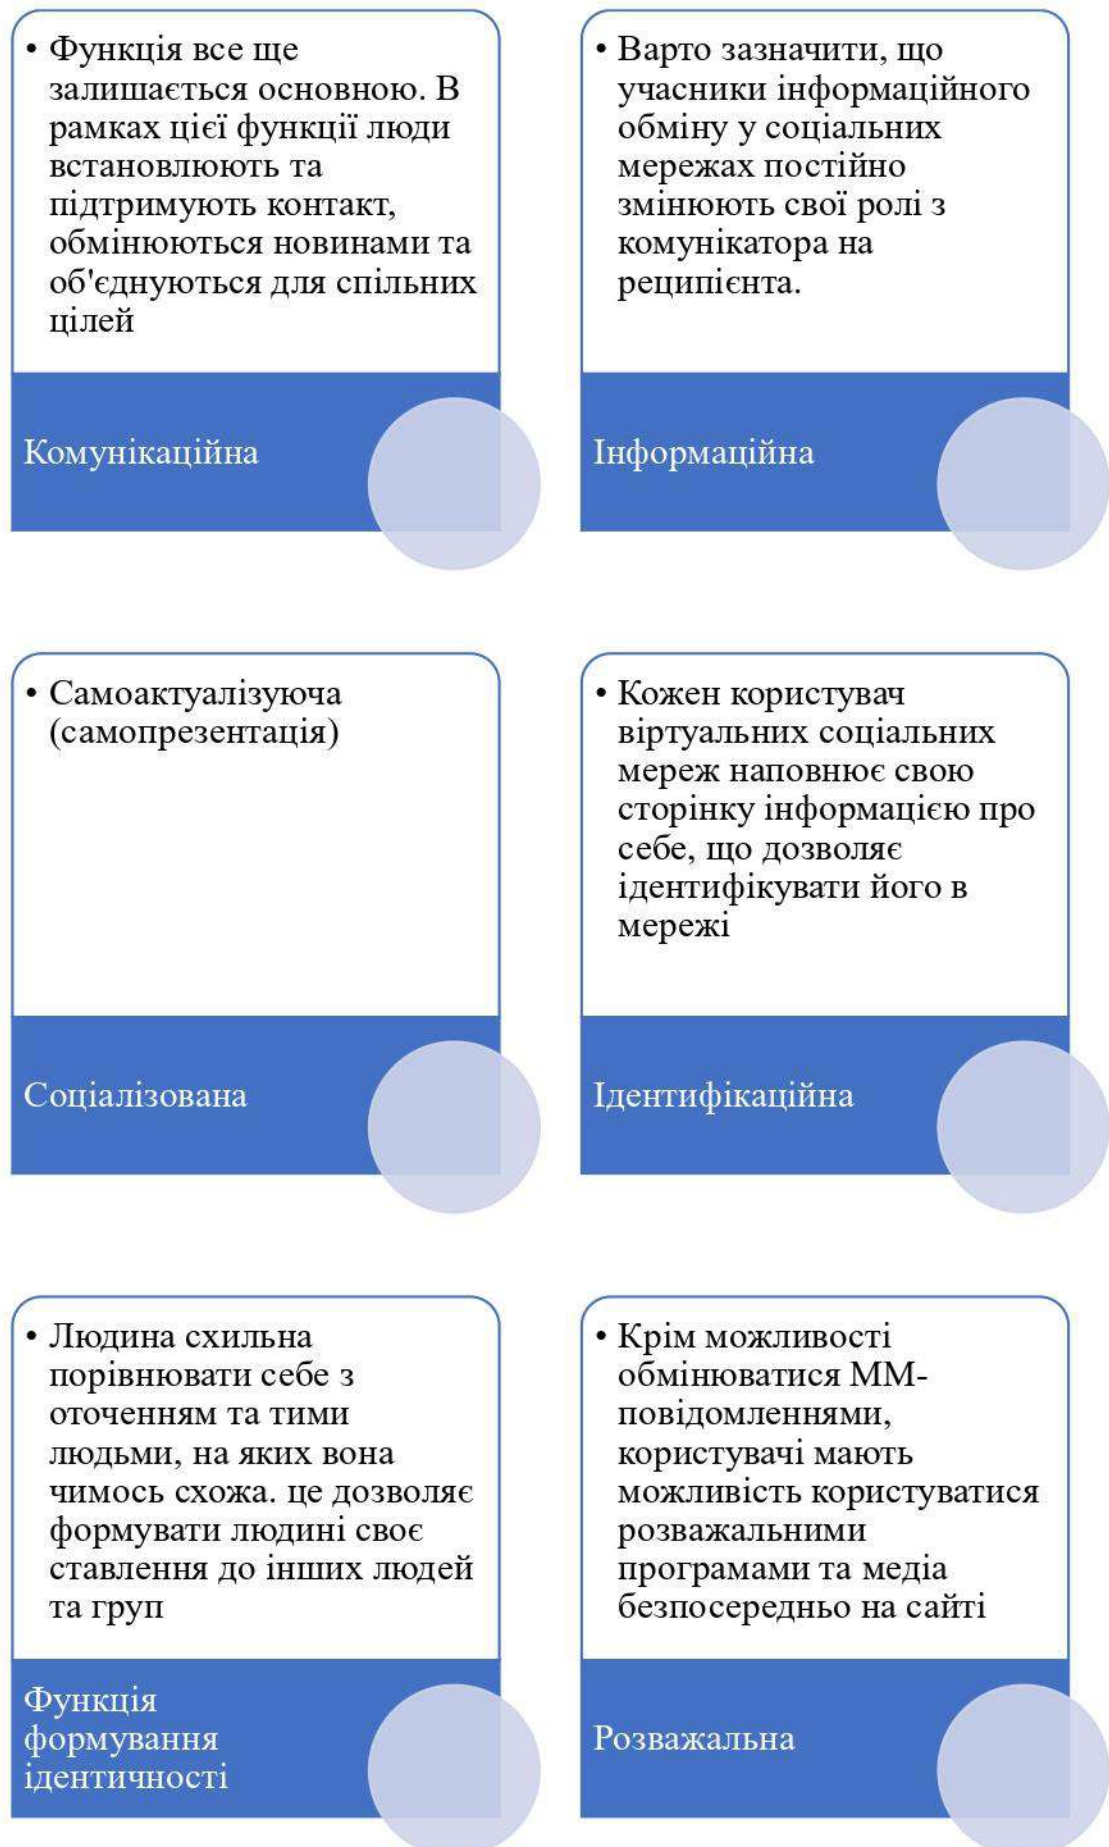 • Функція все ще
залишається основною. В
рамках цієї функції люди
встановлюють та
підтримують контакт,
обмінюються новинами та
об'єднуються для спільних
цілей
Комунікаційна
• Варто зазначити, що
учасники інформаційного
обміну у соціальних
мережах постійно
змінюють свої ролі з
комунікатора на
реципієнта.
Інформаційна
• Самоактуалізуюча
(самопрезентація)
Соціалізована
• Кожен користувач
віртуальних соціальних
мереж наповнює свою
сторінку інформацією про
себе, що дозволяє
ідентифікувати його в
мережі
Ідентифікаційна
• Людина схильна
порівнювати себе з
оточенням та тими
людьми, на яких вона
чимось схожа. це дозволяє
формувати людині своє
ставлення до інших людей
та груп
Функція
формування
ідентичності
• Крім можливості
обмінюватися ММ-
повідомленнями,
користувачі мають
можливість користуватися
розважальними
програмами та медіа
безпосередньо на сайті
Розважальна